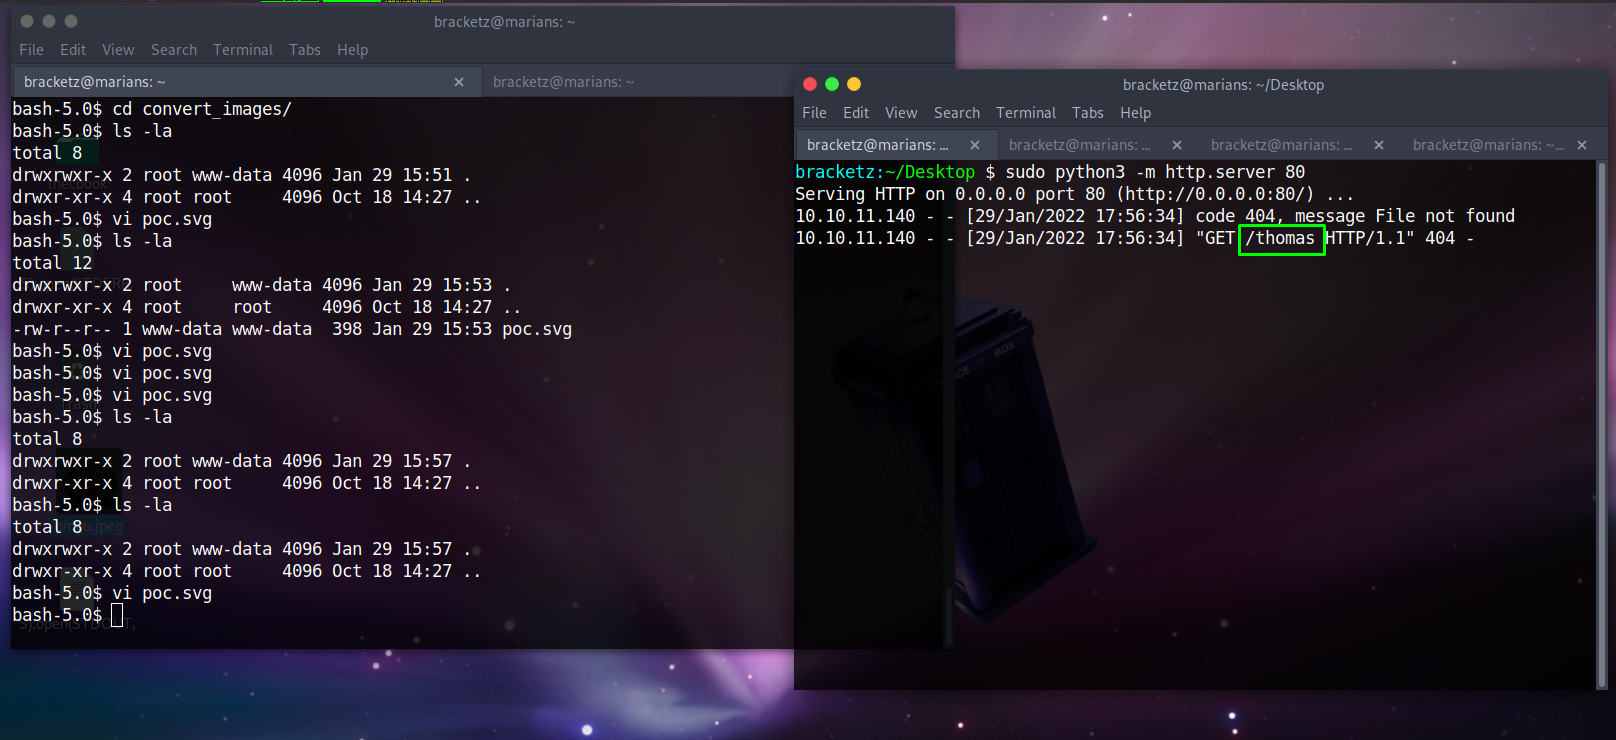 bracketz@marians: ~
File Edit View Search Terminal Tabs Help
bracketz@marians: ~ × bracketz@marians: ~
bash-5.0$ cd convert_images/
bash-5.0$ ls -la
total 8
drwxrwxr-x 2 root www-data 4096 Jan 29 15:51 .
drwxr-xr-x 4 root root     4096 Oct 18 14:27 ..
bash-5.0$ vi poc.svg
bash-5.0$ ls -la
total 12
drwxrwxr-x 2 root     www-data 4096 Jan 29 15:53 .
drwxr-xr-x 4 root     root     4096 Oct 18 14:27 ..
-rw-r--r-- 1 www-data www-data  398 Jan 29 15:53 poc.svg
bash-5.0$ vi poc.svg
bash-5.0$ vi poc.svg
bash-5.0$ vi poc.svg
bash-5.0$ ls -la
total 8
drwxrwxr-x 2 root www-data 4096 Jan 29 15:57 .
drwxr-xr-x 4 root root     4096 Oct 18 14:27 ..
bash-5.0$ ls -la
total 8
drwxrwxr-x 2 root www-data 4096 Jan 29 15:57 .
drwxr-xr-x 4 root root     4096 Oct 18 14:27 ..
bash-5.0$ vi poc.svg
bash-5.0$
bracketz@marians: ~/Desktop
File Edit View Search Terminal Tabs Help
bracketz@marians: ... × bracketz@marians: ... × bracketz@marians: ... × bracketz@marians: ~... ×
bracketz:~/Desktop $ sudo python3 -m http.server 80
Serving HTTP on 0.0.0.0 port 80 (http://0.0.0.0:80/) ...
10.10.11.140 - - [29/Jan/2022 17:56:34] code 404, message File not found
10.10.11.140 - - [29/Jan/2022 17:56:34] "GET /thomas HTTP/1.1" 404 -
BOX